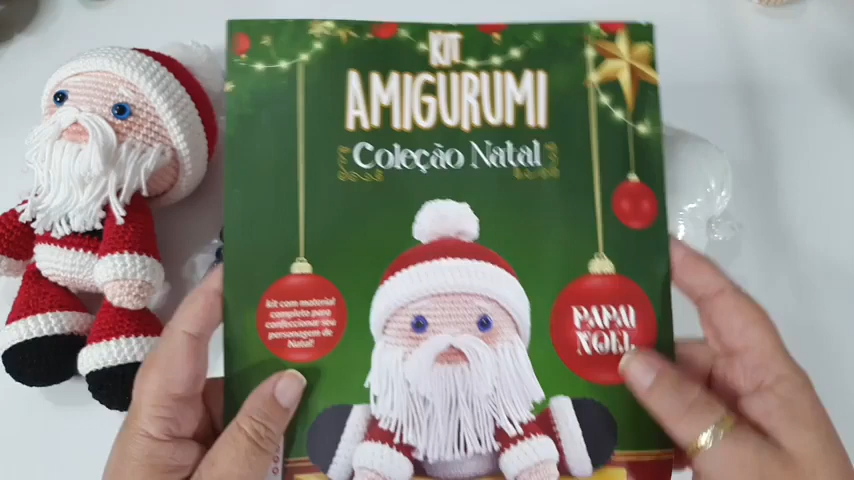 KIT
AMIGURUMI
Coleção Natal
kit com material
completo para
confeccionar seu
personagem de
Natal!
PAPAI
NOEL